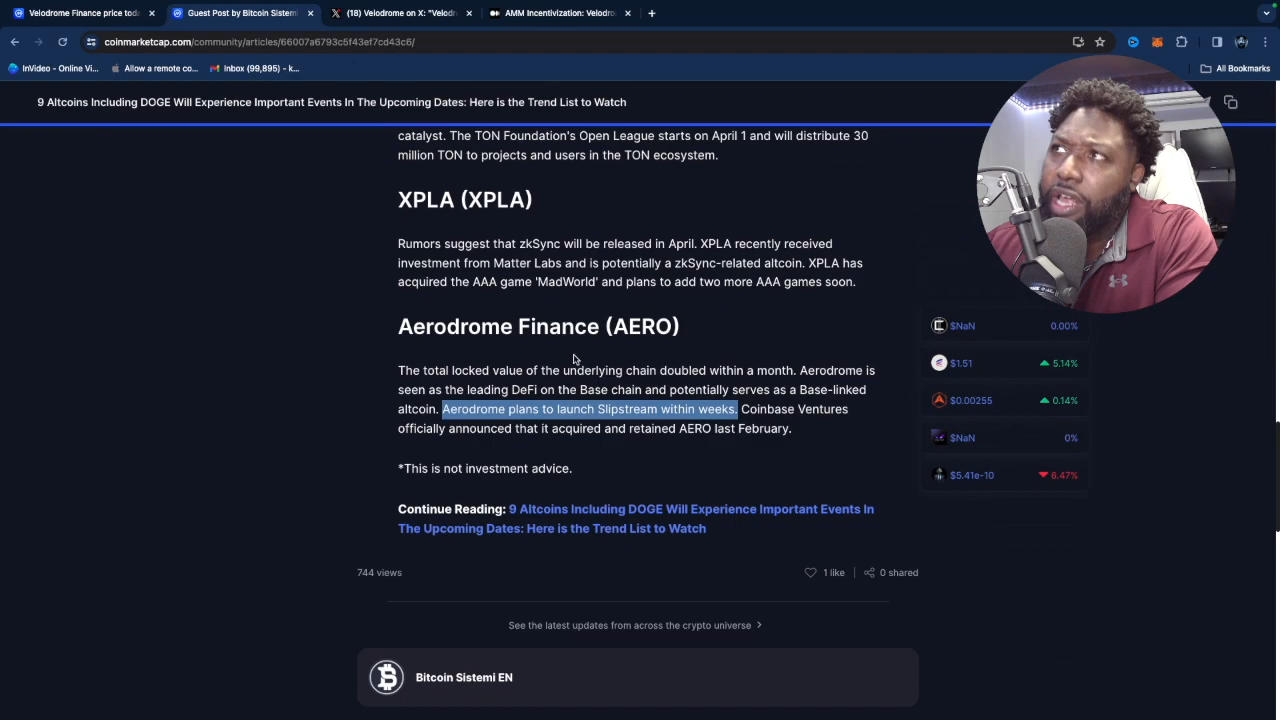 Velodrome Finance price toda
Guest Post by Bitcoin Sistemi
(18) Velodrome on X: "Velodr
AMM Incentivization: Velodro
coinmarketcap.com/community/articles/66007a6793c5f43ef7cd43c6/
InVideo - Online Vi...
Allow a remote co...
Inbox (99,895) - k...
All Bookmarks
9 Altcoins Including DOGE Will Experience Important Events In The Upcoming Dates: Here is the Trend List to Watch
catalyst. The TON Foundation's Open League starts on April 1 and will distribute 30
million TON to projects and users in the TON ecosystem.
XPLA (XPLA)
Rumors suggest that zkSync will be released in April. XPLA recently received
investment from Matter Labs and is potentially a zkSync-related altcoin. XPLA has
acquired the AAA game 'MadWorld' and plans to add two more AAA games soon.
Aerodrome Finance (AERO)
The total locked value of the underlying chain doubled within a month. Aerodrome is
seen as the leading DeFi on the Base chain and potentially serves as a Base-linked
altcoin. Aerodrome plans to launch Slipstream within weeks. Coinbase Ventures
officially announced that it acquired and retained AERO last February.
*This is not investment advice.
Continue Reading: 9 Altcoins Including DOGE Will Experience Important Events In
The Upcoming Dates: Here is the Trend List to Watch
744 views
1 like
0 shared
See the latest updates from across the crypto universe
Bitcoin Sistemi EN
$NaN 0.00%
$1.51 5.14%
$0.00255 0.14%
$NaN 0%
$5.41e-10 6.47%